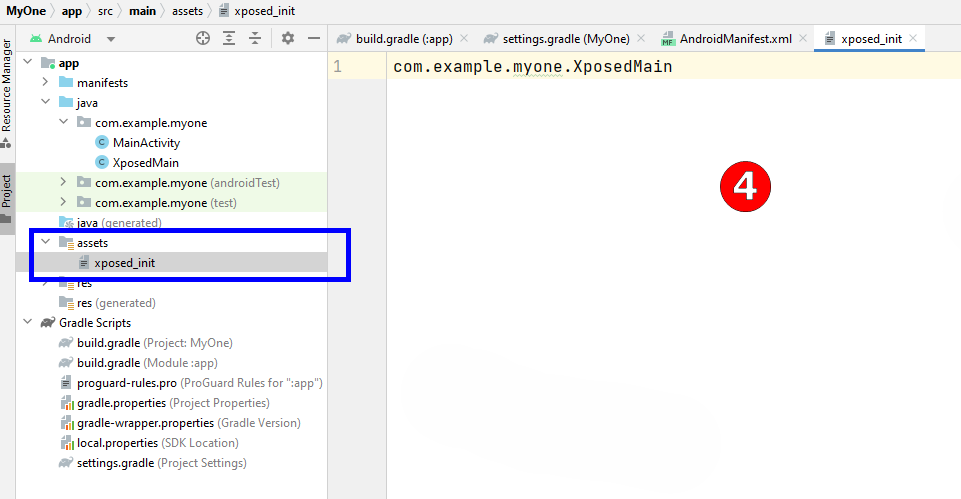 MyOne app src main assets xposed_init
Android
build.gradle (:app) settings.gradle (MyOne) AndroidManifest.xml xposed_init
Resource Manager
Project
app
manifests
java
com.example.myone
MainActivity
XposedMain
com.example.myone (androidTest)
com.example.myone (test)
java (generated)
assets
xposed_init
res
res (generated)
Gradle Scripts
build.gradle (Project: MyOne)
build.gradle (Module :app)
proguard-rules.pro (ProGuard Rules for ":app")
gradle.properties (Project Properties)
gradle-wrapper.properties (Gradle Version)
local.properties (SDK Location)
settings.gradle (Project Settings)
1 com.example.myone.XposedMain
4